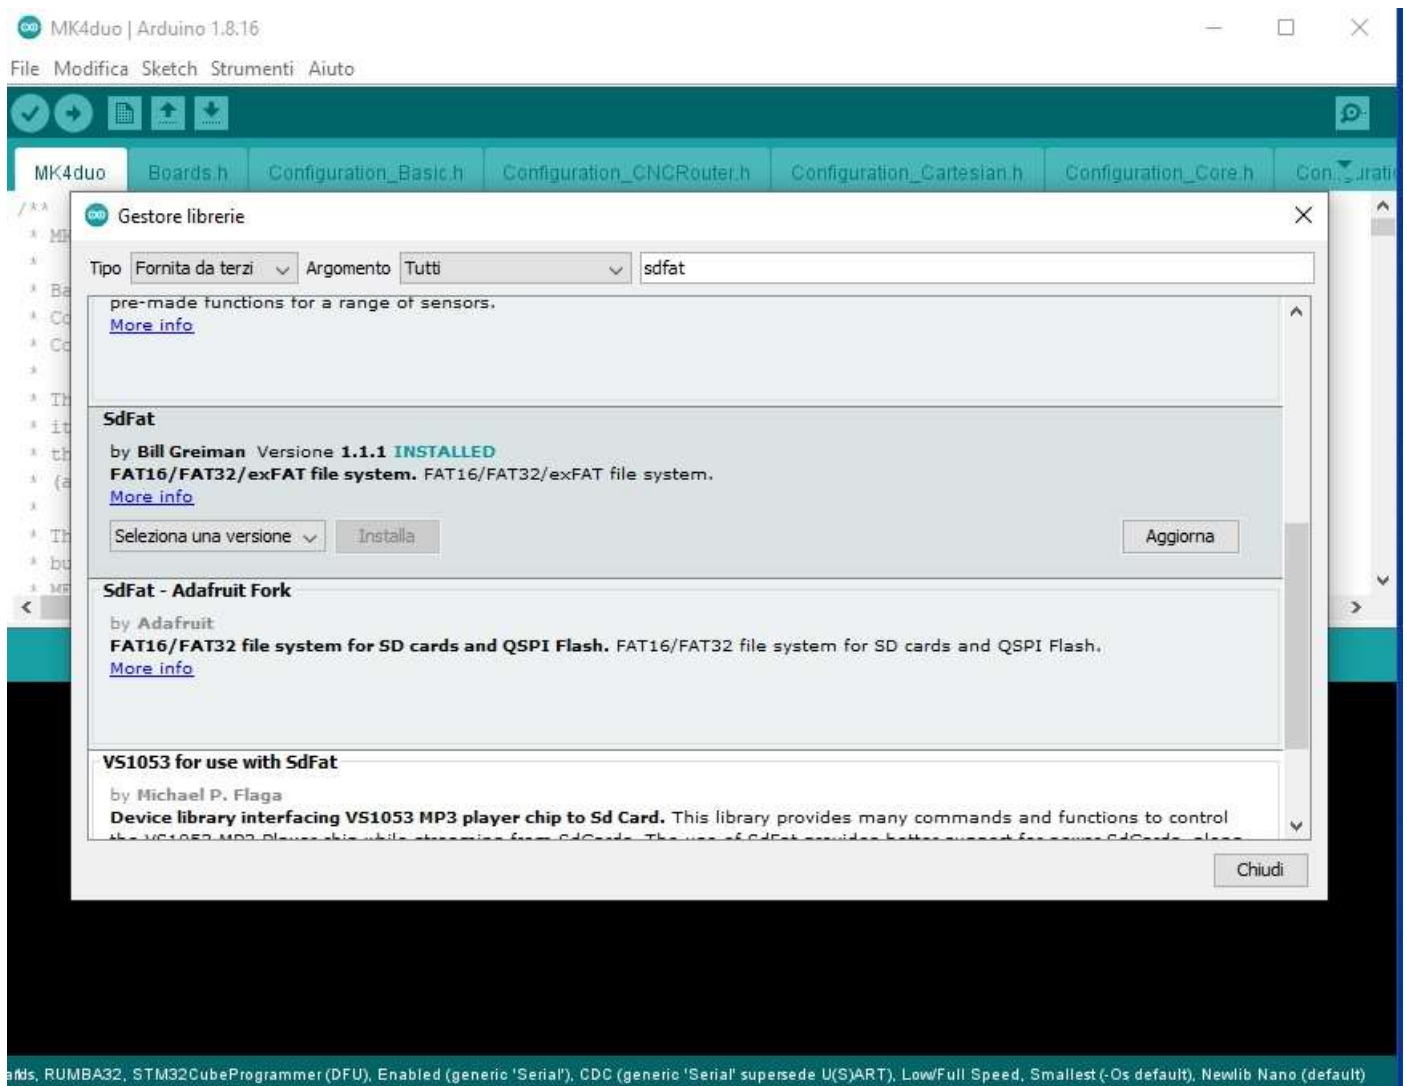 MK4duo | Arduino 1.8.16
File Modifica Sketch Strumenti Aiuto
MK4duo Boards.h Configuration_Basic.h Configuration_CNCRouter.h Configuration_Cartesian.h Configuration_Core.h
/**
Gestore librerie
Tipo Fornita da terzi Argomento Tutti sdfat
pre-made functions for a range of sensors.
More info
SdFat
by Bill Greiman Versione 1.1.1 INSTALLED
FAT16/FAT32/exFAT file system. FAT16/FAT32/exFAT file system.
More info
Seleziona una versione Installa Aggiorna
SdFat - Adafruit Fork
by Adafruit
FAT16/FAT32 file system for SD cards and QSPI Flash. FAT16/FAT32 file system for SD cards and QSPI Flash.
More info
VS1053 for use with SdFat
by Michael P. Flaga
Device library interfacing VS1053 MP3 player chip to Sd Card. This library provides many commands and functions to control
Chiudi
RUMBA32, STM32CubeProgrammer (DFU), Enabled (generic 'Serial'), CDC (generic 'Serial' supersede U(S)ART), Low/Full Speed, Smallest (-Os default), Newlib Nano (default)